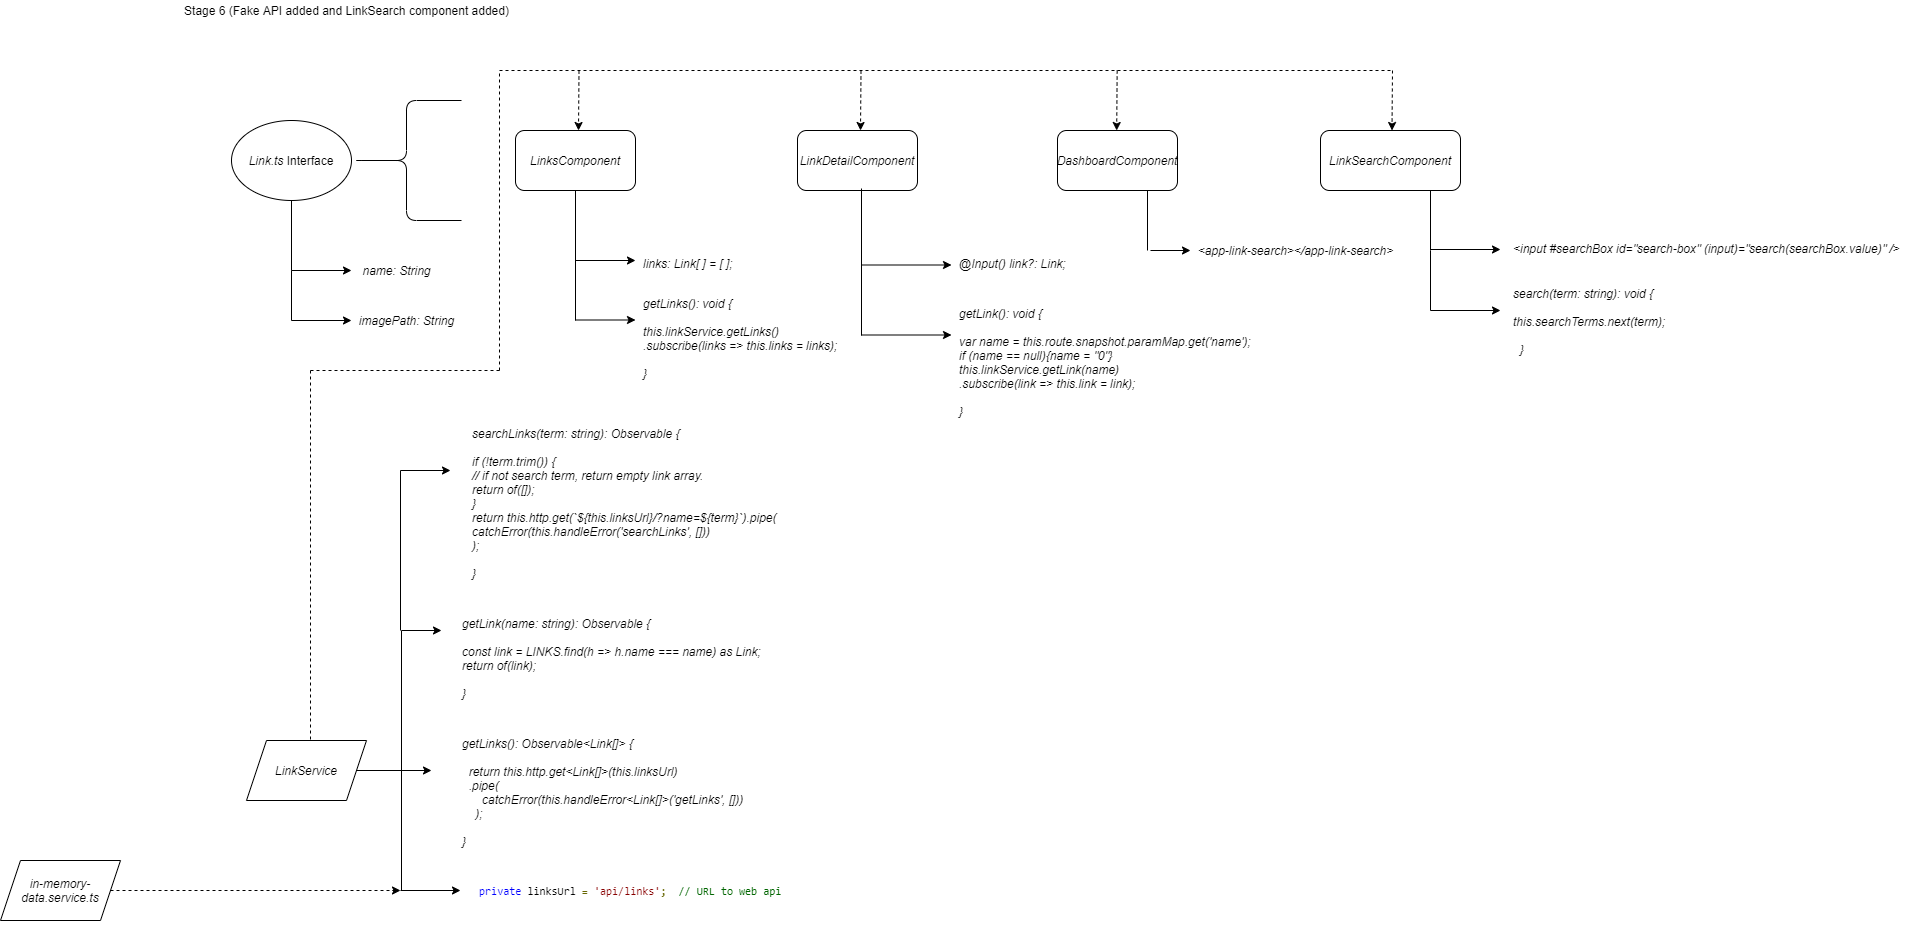 Stage 6 (Fake API added and LinkSearch component added)
Link.ts Interface
name: String
imagePath: String
LinksComponent
links: Link[ ] = [ ];
getLinks(): void {
this.linkService.getLinks()
.subscribe(links => this.links = links);
}
LinkDetailComponent
@Input() link?: Link;
getLink(): void {
var name = this.route.snapshot.paramMap.get('name');
if (name == null){name = "0"}
this.linkService.getLink(name)
.subscribe(link => this.link = link);
}
DashboardComponent
<app-link-search></app-link-search>
LinkSearchComponent
<input #searchBox id="search-box" (input)="search(searchBox.value)" />
search(term: string): void {
this.searchTerms.next(term);
}
searchLinks(term: string): Observable {
if (!term.trim()) {
// if not search term, return empty link array.
return of([]);
}
return this.http.get(`${this.linksUrl}/?name=${term}`).pipe(
catchError(this.handleError('searchLinks', []))
);
}
getLink(name: string): Observable {
const link = LINKS.find(h => h.name === name) as Link;
return of(link);
}
LinkService
getLinks(): Observable<Link[]> {
return this.http.get<Link[]>(this.linksUrl)
.pipe(
catchError(this.handleError<Link[]>('getLinks', []))
);
}
in-memory-
data.service.ts
private linksUrl = 'api/links';  // URL to web api